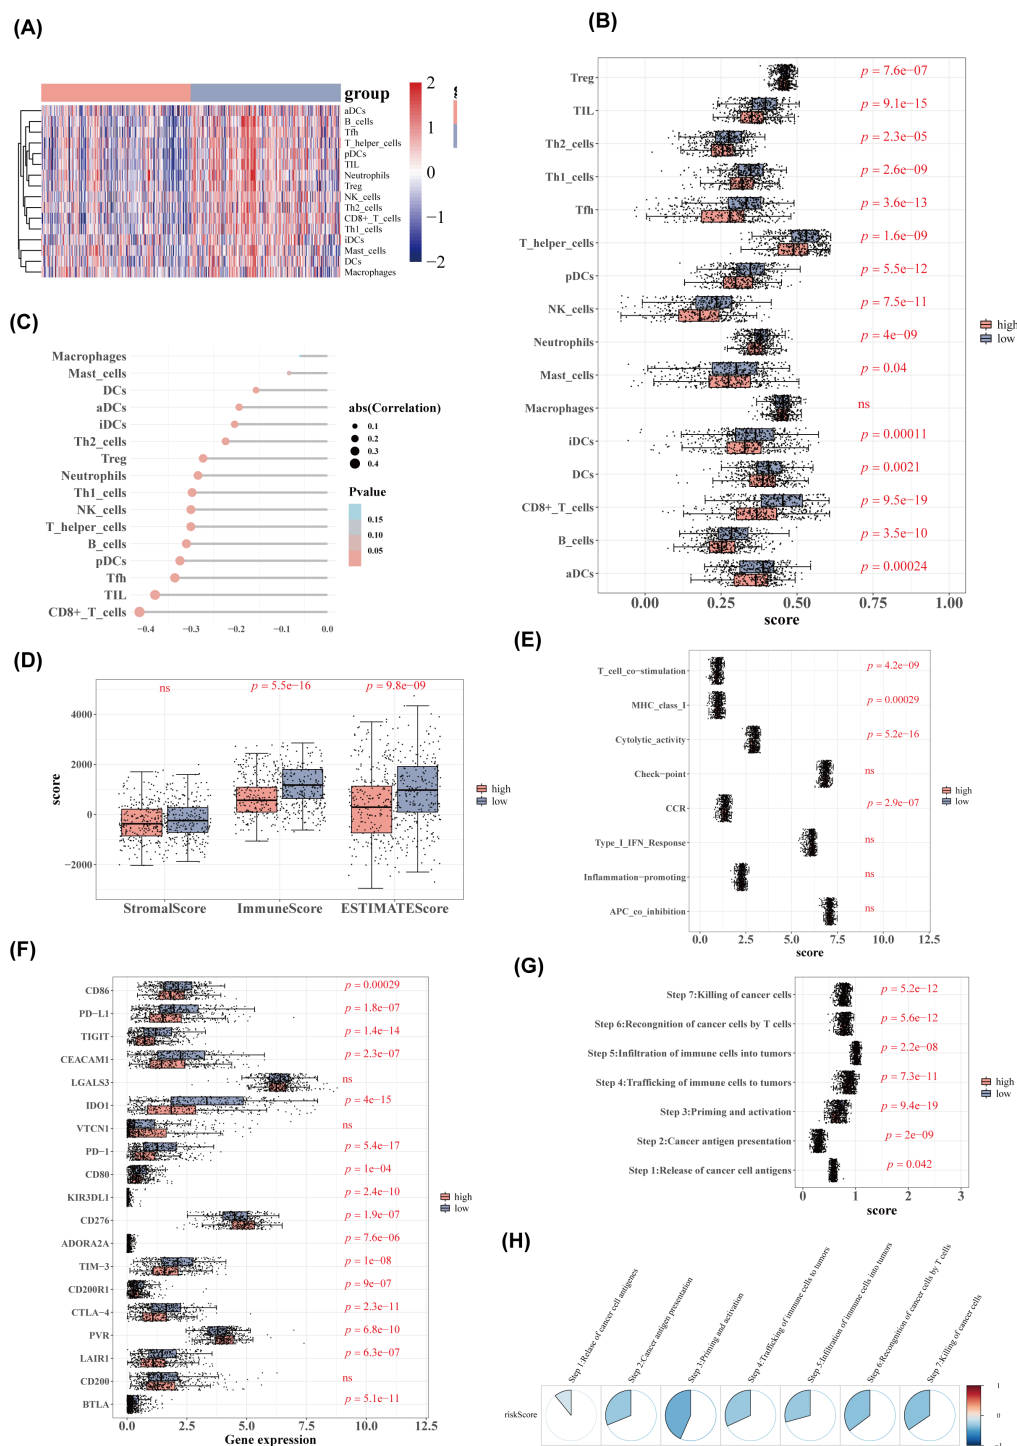 (A)
group
2
1
0
−1
−2
aDCs
B_cells
Tfh
T_helper_cells
pDCs
TIL
Neutrophils
Treg
NK_cells
Th2_cells
CD8+_T_cells
Th1_cells
iDCs
Mast_cells
DCs
Macrophages
(B)
Treg
TIL
Th2_cells
Th1_cells
Tfh
T_helper_cells
pDCs
NK_cells
Neutrophils
Mast_cells
Macrophages
iDCs
DCs
CD8+_T_cells
B_cells
aDCs
p = 7.6e−07
p = 9.1e−15
p = 2.3e−05
p = 2.6e−09
p = 3.6e−13
p = 1.6e−09
p = 5.5e−12
p = 7.5e−11
p = 4e−09
p = 0.04
ns
p = 0.00011
p = 0.0021
p = 9.5e−19
p = 3.5e−10
p = 0.00024
0.00 0.25 0.50 0.75 1.00
score
high
low
(C)
Macrophages
Mast_cells
DCs
aDCs
iDCs
Th2_cells
Treg
Neutrophils
Th1_cells
NK_cells
T_helper_cells
B_cells
pDCs
Tfh
TIL
CD8+_T_cells
−0.4 −0.3 −0.2 −0.1 0.0
abs(Correlation)
0.1
0.2
0.3
0.4
Pvalue
0.15
0.10
0.05
(D)
ns
p = 5.5e−16
p = 9.8e−09
4000
2000
0
−2000
score
StromalScore ImmuneScore ESTIMATEScore
high
low
(E)
T_cell_co−stimulation
MHC_class_I
Cytolytic_activity
Check−point
CCR
Type_I_IFN_Response
Inflammation−promoting
APC_co_inhibition
p = 4.2e−09
p = 0.00029
p = 5.2e−16
ns
p = 2.9e−07
ns
ns
ns
0.0 2.5 5.0 7.5 10.0 12.5
score
high
low
(F)
CD86
PD−L1
TIGIT
CEACAM1
LGALS3
IDO1
VTCN1
PD−1
CD80
KIR3DL1
CD276
ADORA2A
TIM−3
CD200R1
CTLA−4
PVR
LAIR1
CD200
BTLA
p = 0.00029
p = 1.8e−07
p = 1.4e−14
p = 2.3e−07
ns
p = 4e−15
ns
p = 5.4e−17
p = 1e−04
p = 2.4e−10
p = 1.9e−07
p = 7.6e−06
p = 1e−08
p = 9e−07
p = 2.3e−11
p = 6.8e−10
p = 6.3e−07
ns
p = 5.1e−11
0.0 2.5 5.0 7.5 10.0 12.5
Gene expression
high
low
(G)
Step 7:Killing of cancer cells
Step 6:Recongnition of cancer cells by T cells
Step 5:Infiltration of immune cells into tumors
Step 4:Trafficking of immune cells to tumors
Step 3:Priming and activation
Step 2:Cancer antigen presentation
Step 1:Release of cancer cell antigens
p = 5.2e−12
p = 5.6e−12
p = 2.2e−08
p = 7.3e−11
p = 9.4e−19
p = 2e−09
p = 0.042
0 1 2 3
score
high
low
(H)
Step 1:Relase of cancer cell antigenes
Step 2:Cancer antigen presentation
Step 3:Priming and activation
Step 4:Trafficking of immune cells to tumors
Step 5:Infiltration of immune cells into tumors
Step 6:Recongnition of cancer cells by T cells
Step 7:Killing of cancer cells
riskScore
1
0
−1